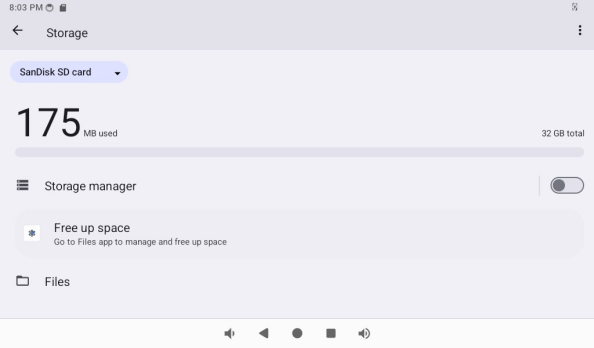 8:03 PM
Storage
SanDisk SD card
175 MB used
32 GB total
Storage manager
Free up space
Go to Files app to manage and free up space
Files